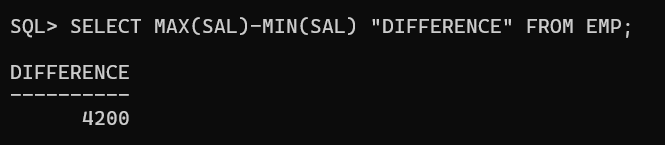 SQL> SELECT MAX(SAL)-MIN(SAL) "DIFFERENCE" FROM EMP;
DIFFERENCE
----------
4200